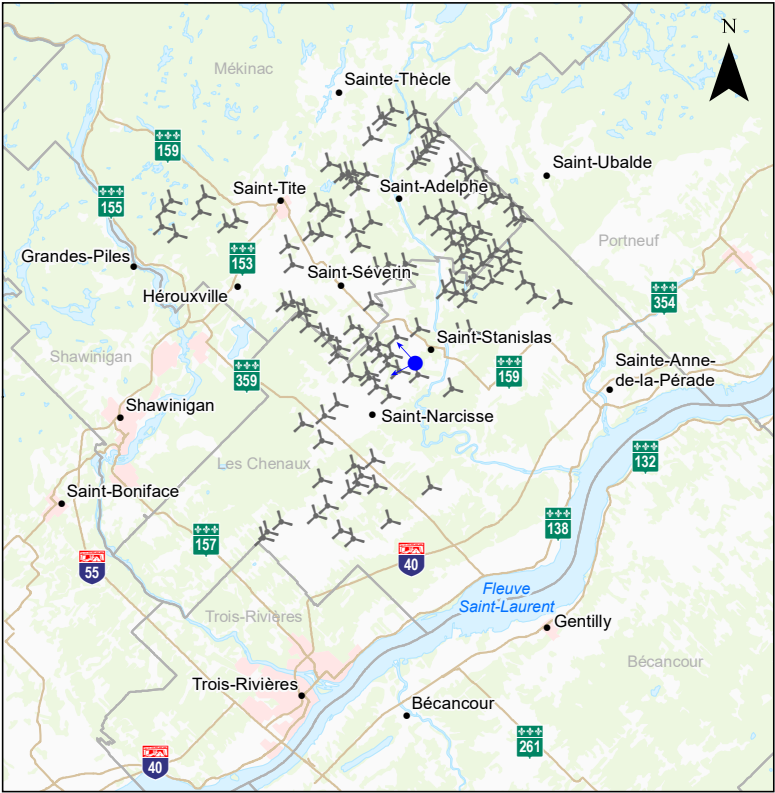 N
Mékinac
Sainte-Thècle
159
Saint-Ubalde
155
Saint-Tite
Saint-Adelphe
Portneuf
Grandes-Piles
153
Saint-Séverin
Hérouxville
354
Saint-Stanislas
Shawinigan
359
159
Sainte-Anne-
de-la-Pérade
Shawinigan
Saint-Narcisse
132
Les Chenaux
Saint-Boniface
138
157
55
40
Fleuve
Saint-Laurent
Trois-Rivières
Gentilly
Bécancour
Trois-Rivières
Bécancour
261
40